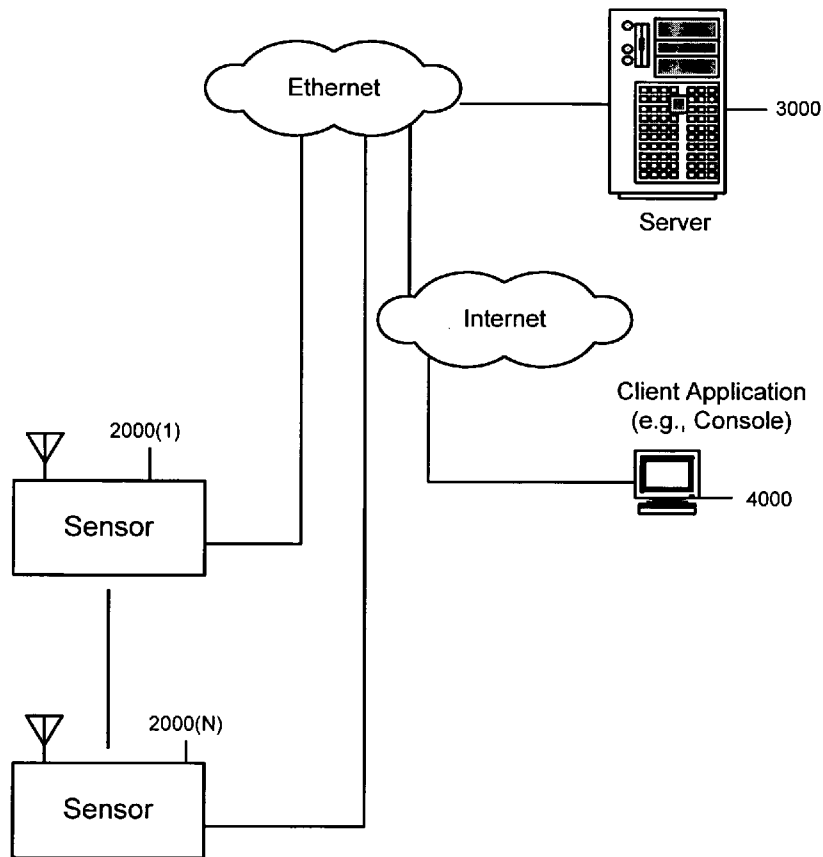 Ethernet
3000
Server
Internet
Client Application
(e.g., Console)
4000
2000(1)
Sensor
2000(N)
Sensor